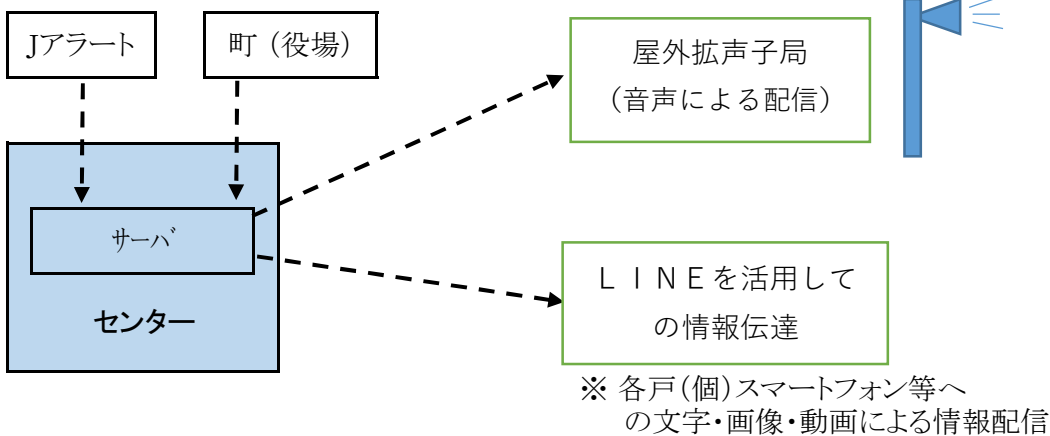 Jアラート
町（役場）
屋外拡声子局
（音声による配信）
サーバ
センター
ＬＩＮＥを活用して
の情報伝達
※ 各戸(個)スマートフォン等へ
の文字・画像・動画による情報配信